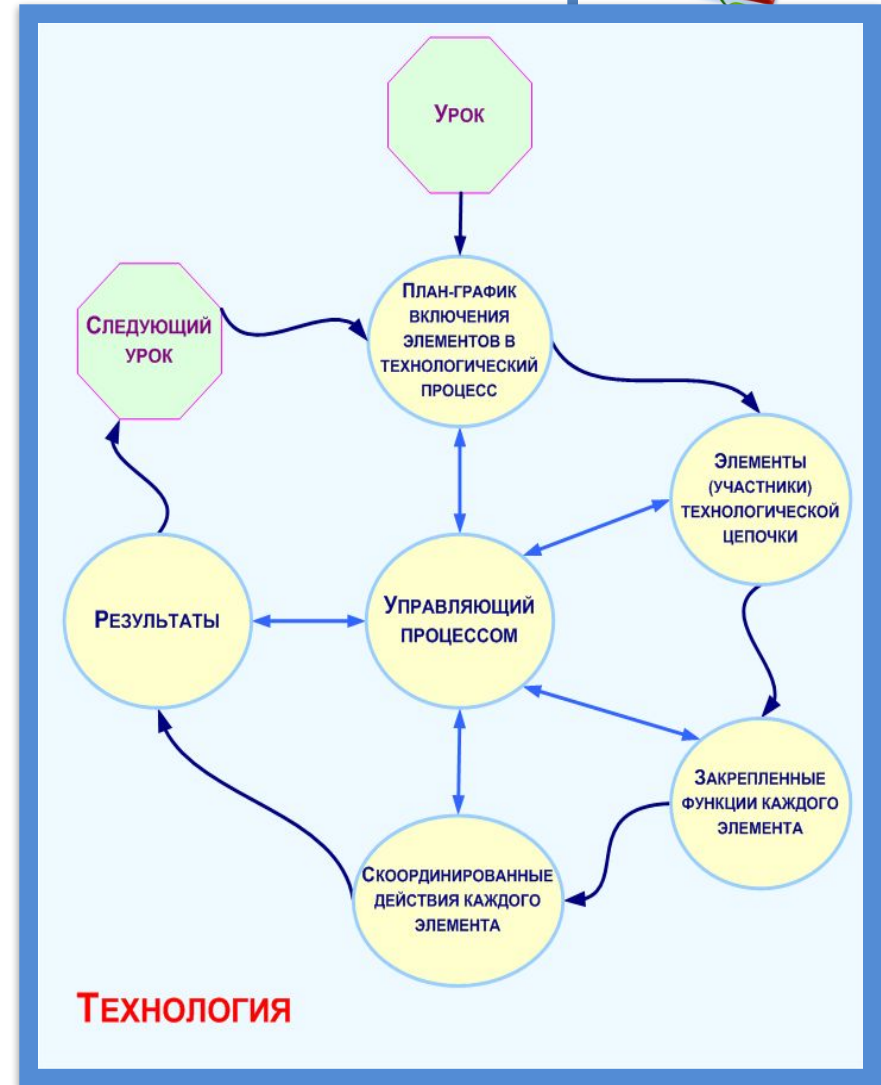 Урок
План-график
включения
элементов в
технологический
процесс
Следующий
урок
Элементы
(участники)
технологической
цепочки
Управляющий
процессом
Результаты
Закрепленные
функции каждого
элемента
Скоординированные
действия каждого
элемента
Технология